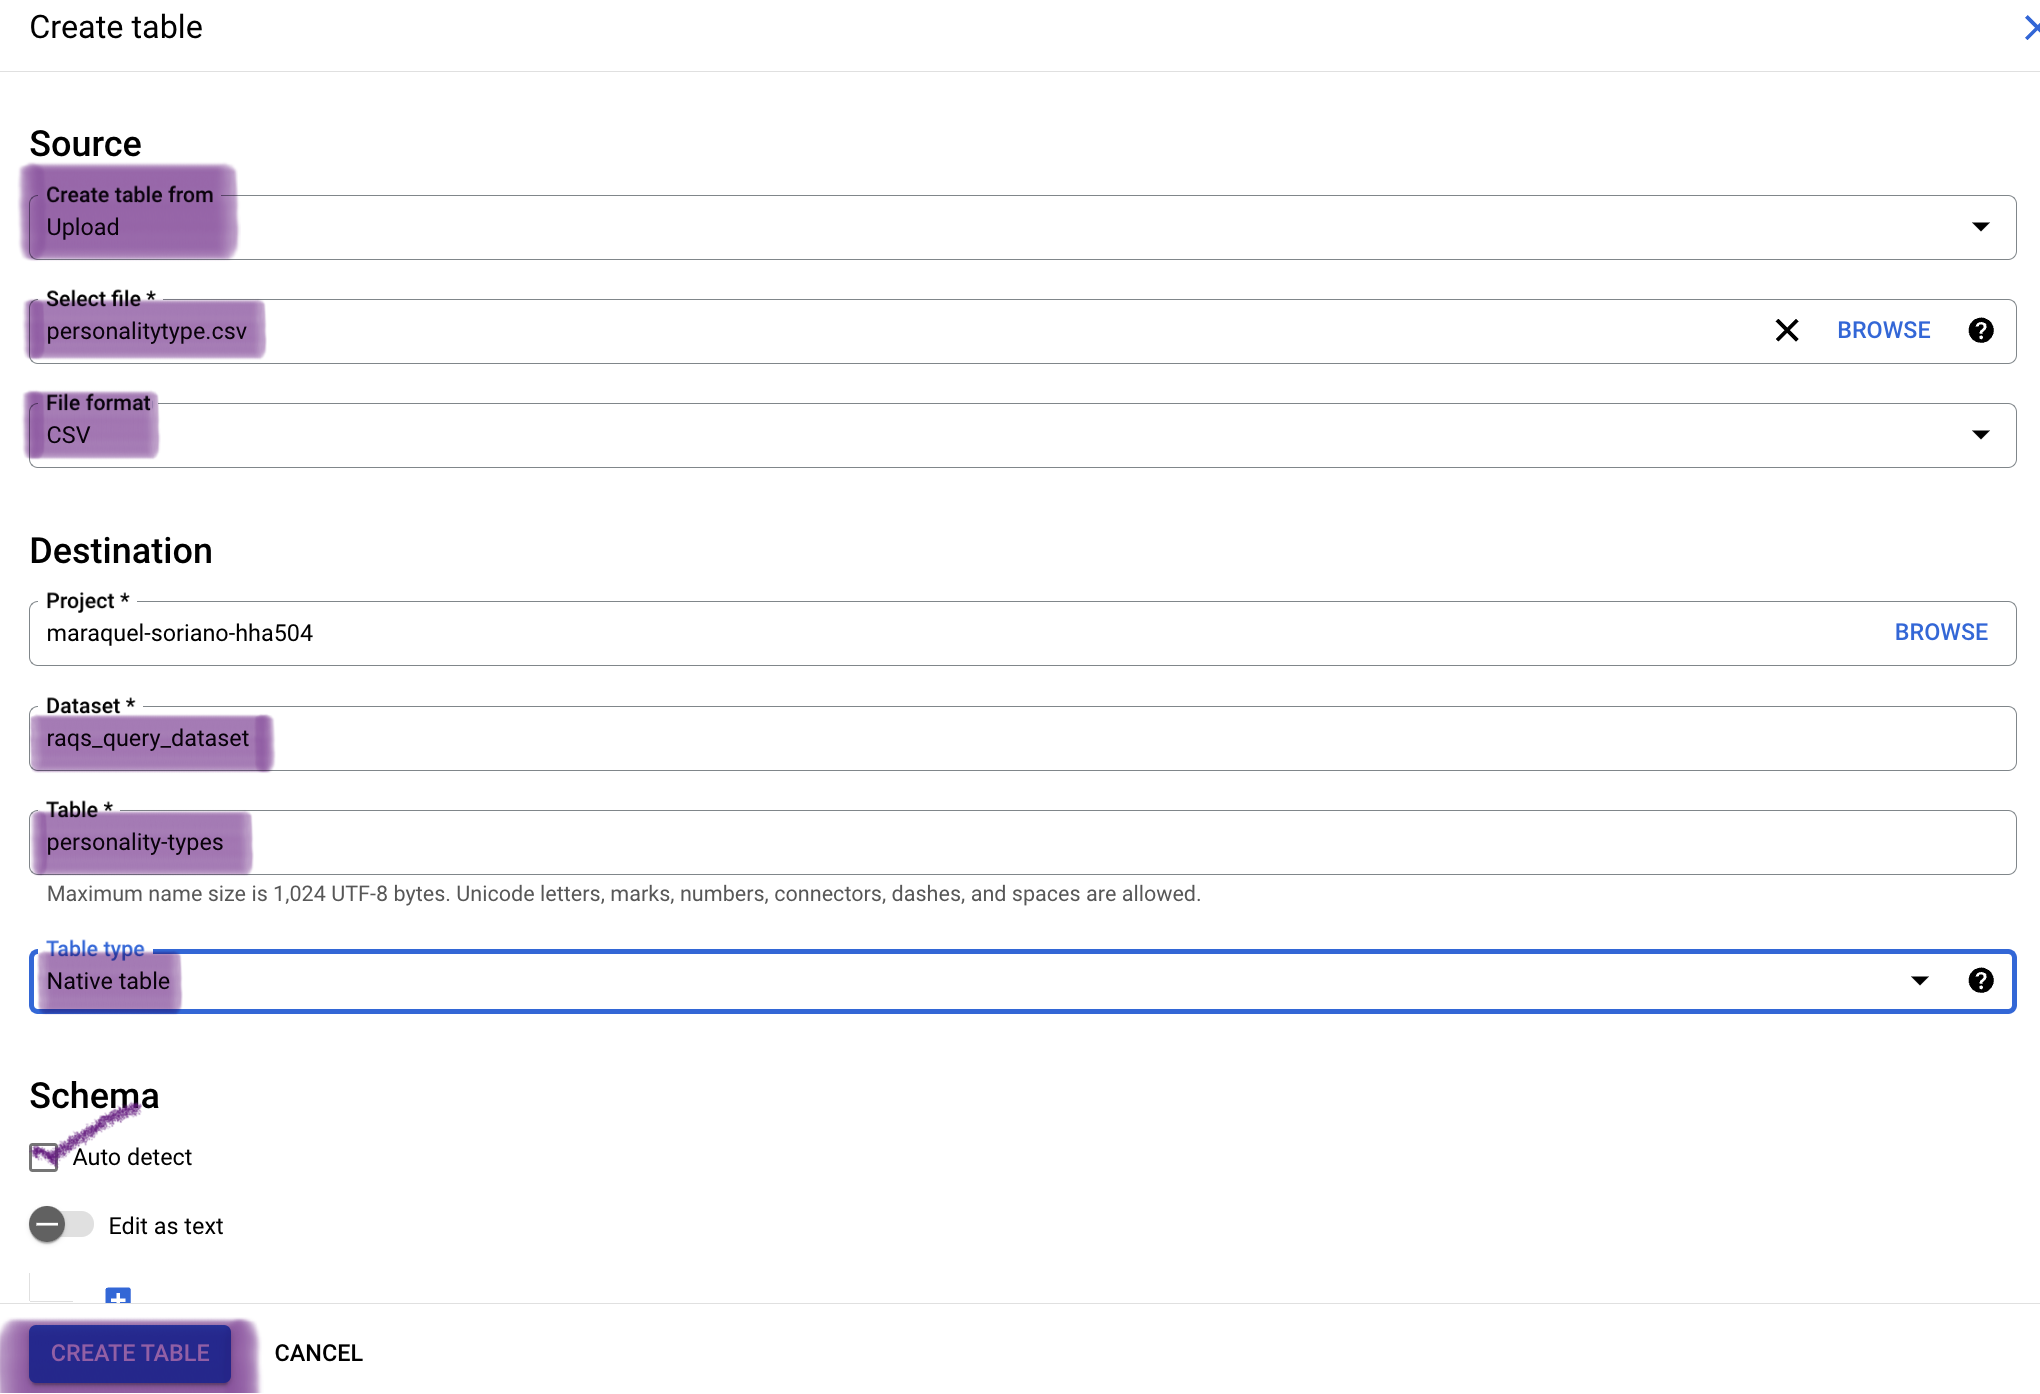 Create table
Source
Create table from
Upload
Select file *
personalitytype.csv
BROWSE
File format
CSV
Destination
Project *
maraquel-soriano-hha504
BROWSE
Dataset *
raqs_query_dataset
Table *
personality-types
Maximum name size is 1,024 UTF-8 bytes. Unicode letters, marks, numbers, connectors, dashes, and spaces are allowed.
Table type
Native table
Schema
Auto detect
Edit as text
CREATE TABLE CANCEL